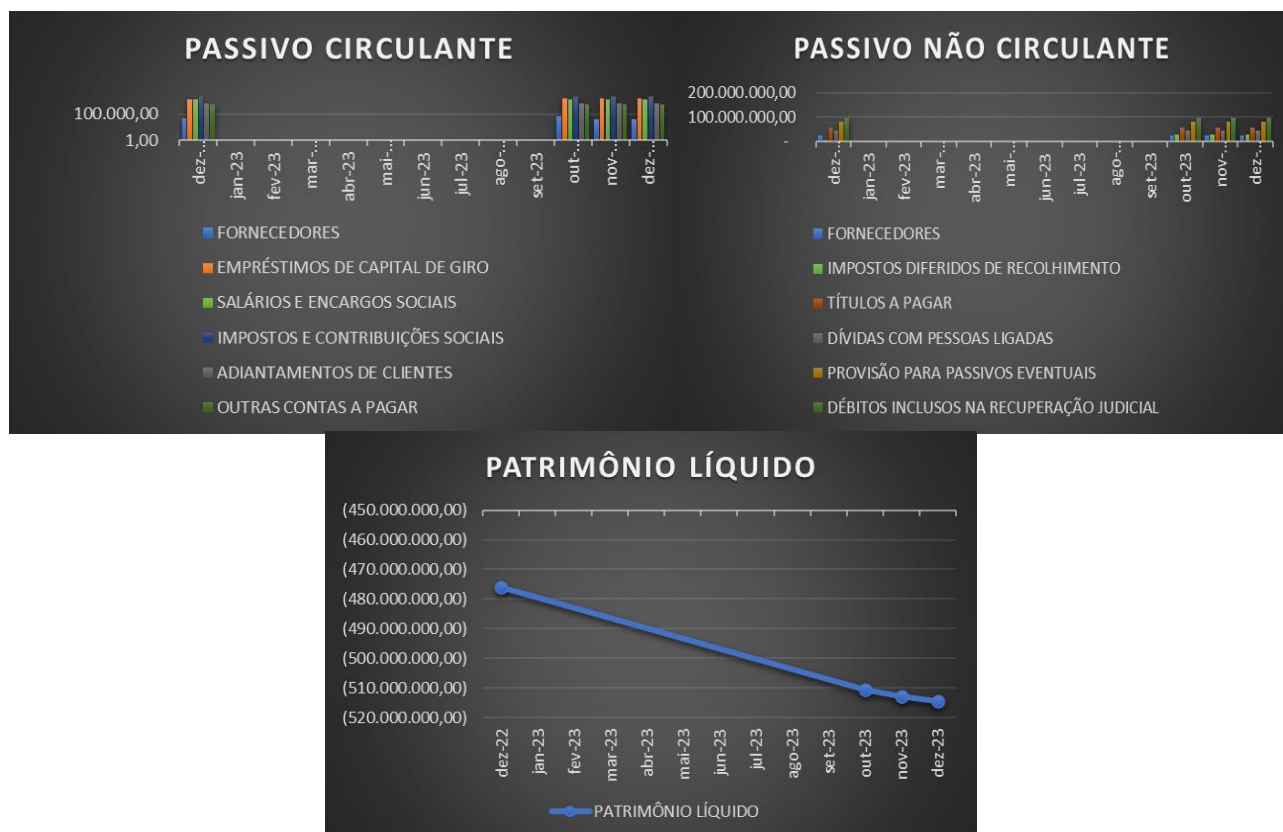 PASSIVO CIRCULANTE
100.000,00
1,00
dez-...
jan-23
fev-23
mar-...
abr-23
mai-...
jun-23
jul-23
ago-...
set-23
out-...
nov-...
dez-...
FORNECEDORES
EMPRÉSTIMOS DE CAPITAL DE GIRO
SALÁRIOS E ENCARGOS SOCIAIS
IMPOSTOS E CONTRIBUIÇÕES SOCIAIS
ADIANTAMENTOS DE CLIENTES
OUTRAS CONTAS A PAGAR
PASSIVO NÃO CIRCULANTE
200.000.000,00
100.000.000,00
-
dez-...
jan-23
fev-23
mar-...
abr-23
mai-...
jun-23
jul-23
ago-...
set-23
out-23
nov-...
dez-...
FORNECEDORES
IMPOSTOS DIFERIDOS DE RECOLHIMENTO
TÍTULOS A PAGAR
DÍVIDAS COM PESSOAS LIGADAS
PROVISÃO PARA PASSIVOS EVENTUAIS
DÉBITOS INCLUSOS NA RECUPERAÇÃO JUDICIAL
PATRIMÔNIO LÍQUIDO
(450.000.000,00)
(460.000.000,00)
(470.000.000,00)
(480.000.000,00)
(490.000.000,00)
(500.000.000,00)
(510.000.000,00)
(520.000.000,00)
dez-22
jan-23
fev-23
mar-23
abr-23
mai-23
jun-23
jul-23
ago-23
set-23
out-23
nov-23
dez-23
PATRIMÔNIO LÍQUIDO